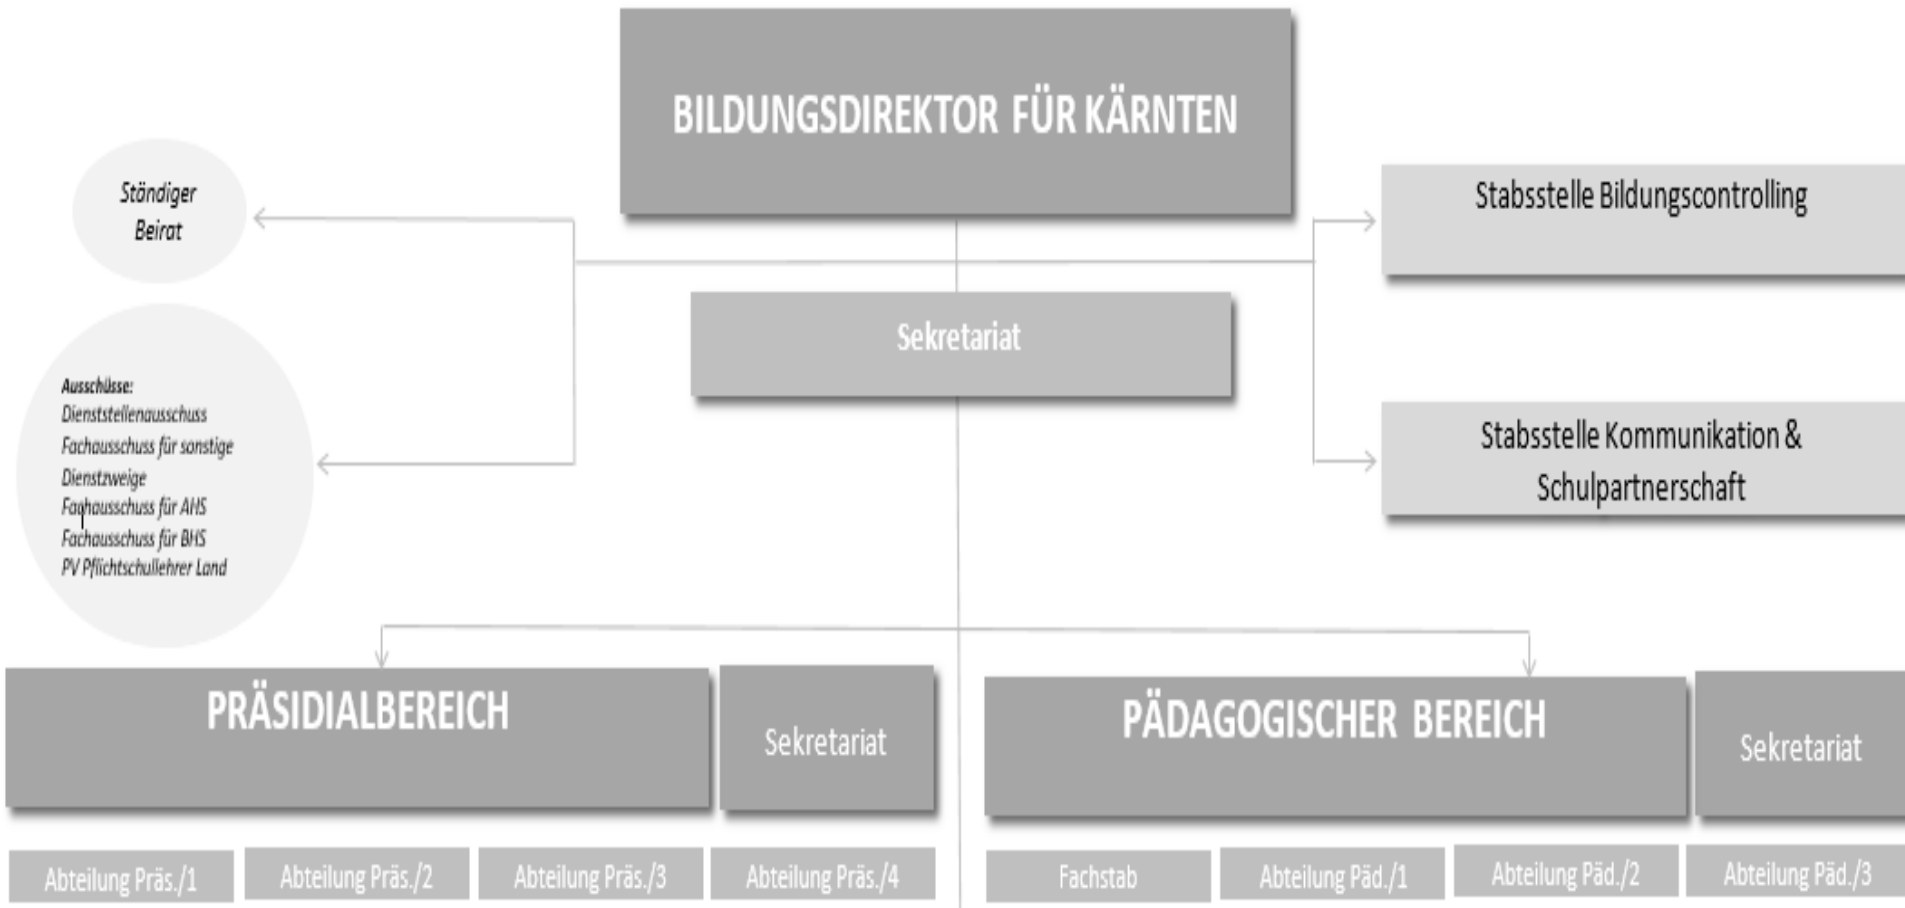 BILDUNGSDIREKTOR FÜR KÄRNTEN
Ständiger
Beirat
Stabsstelle Bildungscontrolling
Sekretariat
Ausschüsse:
Dienststellenausschuss
Fachausschuss für sonstige
Dienstzweige
Fachausschuss für AHS
Fachausschuss für BHS
PV Pflichtschullehrer Land
Stabsstelle Kommunikation &
Schulpartnerschaft
PRÄSIDIALBEREICH
Sekretariat
PÄDAGOGISCHER BEREICH
Sekretariat
Abteilung Präs./1
Abteilung Präs./2
Abteilung Präs./3
Abteilung Präs./4
Fachstab
Abteilung Päd./1
Abteilung Päd./2
Abteilung Päd./3